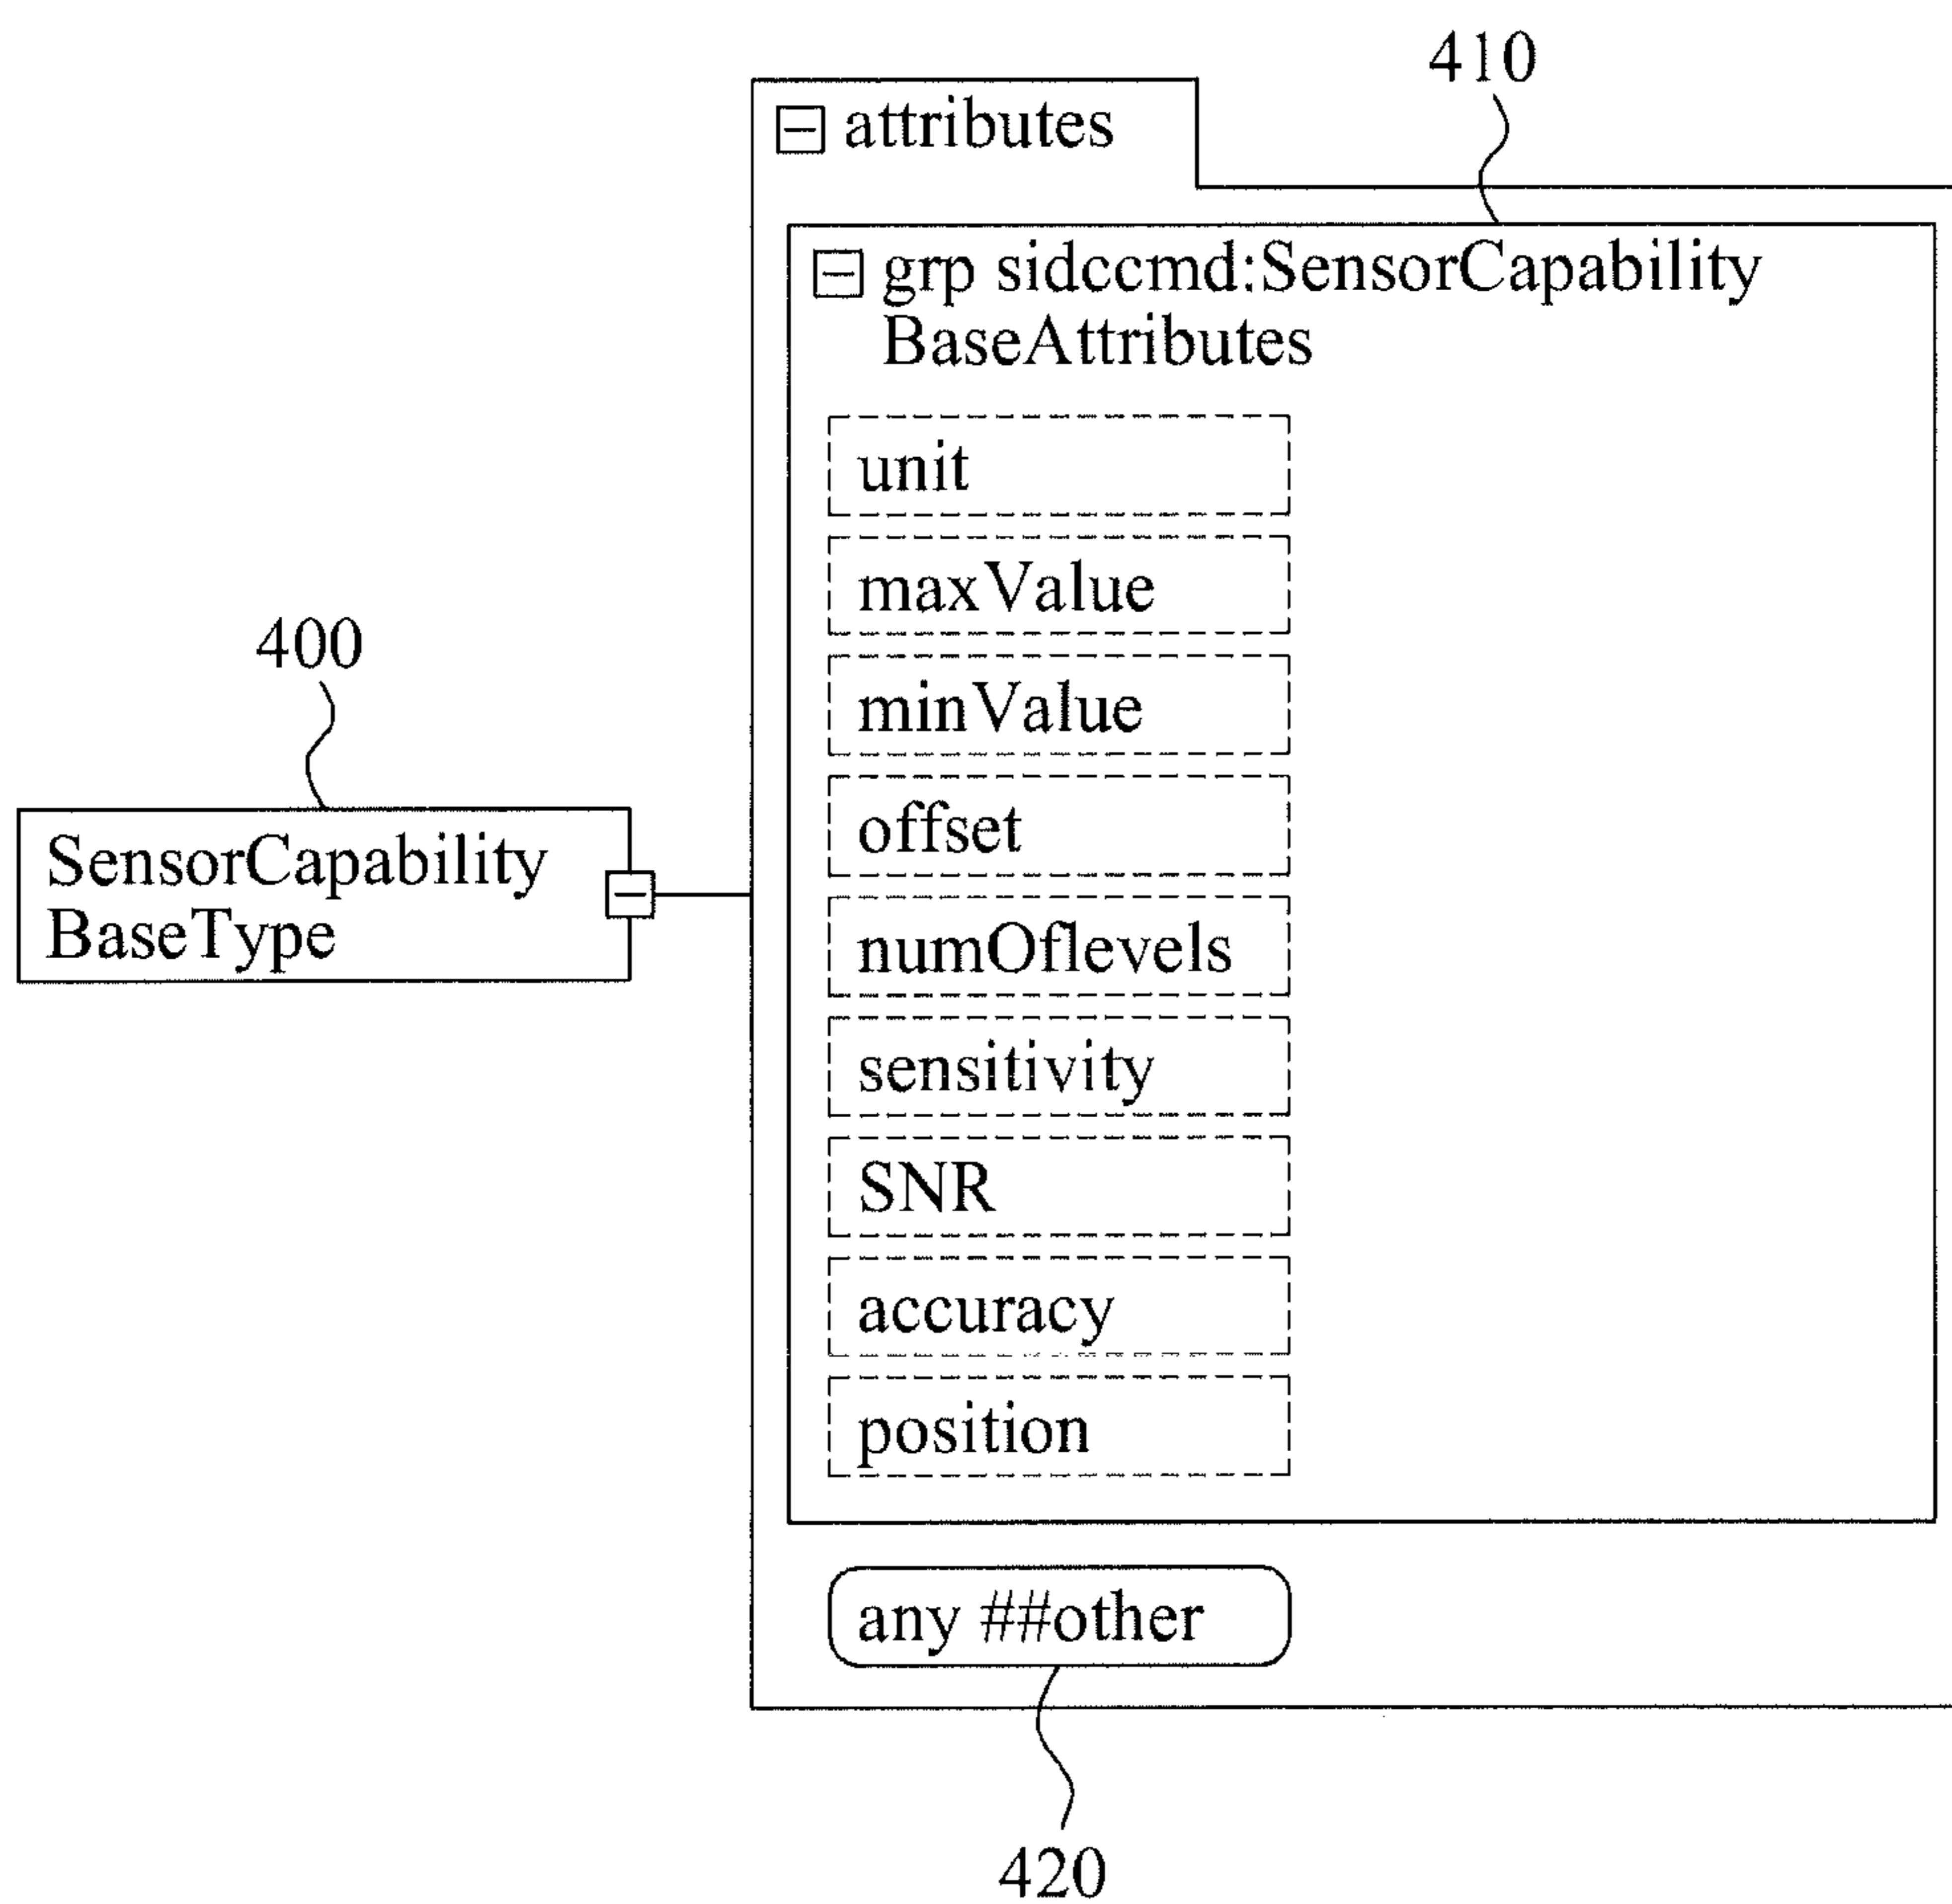 410
attributes
grp sidccmd:SensorCapability
BaseAttributes
unit
maxValue
minValue
offset
numOflevels
sensitivity
SNR
accuracy
position
any ##other
400
SensorCapability
BaseType
420